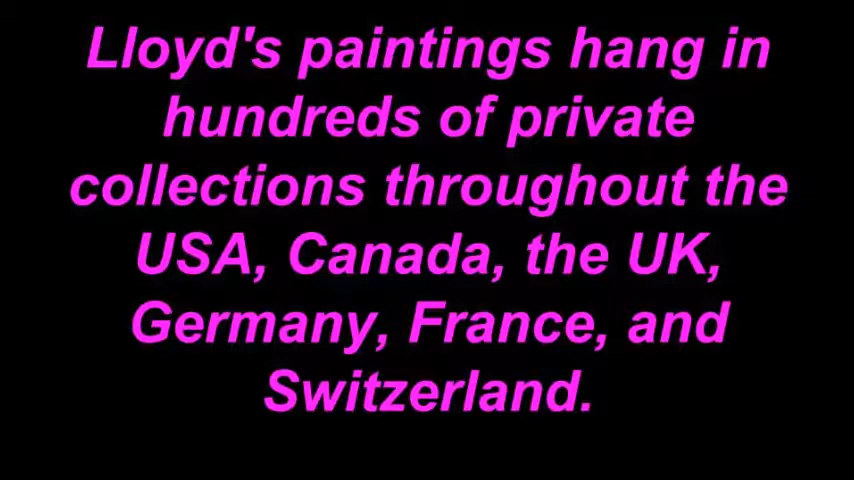 Lloyd's paintings hang in
hundreds of private
collections throughout the
USA, Canada, the UK,
Germany, France, and
Switzerland.